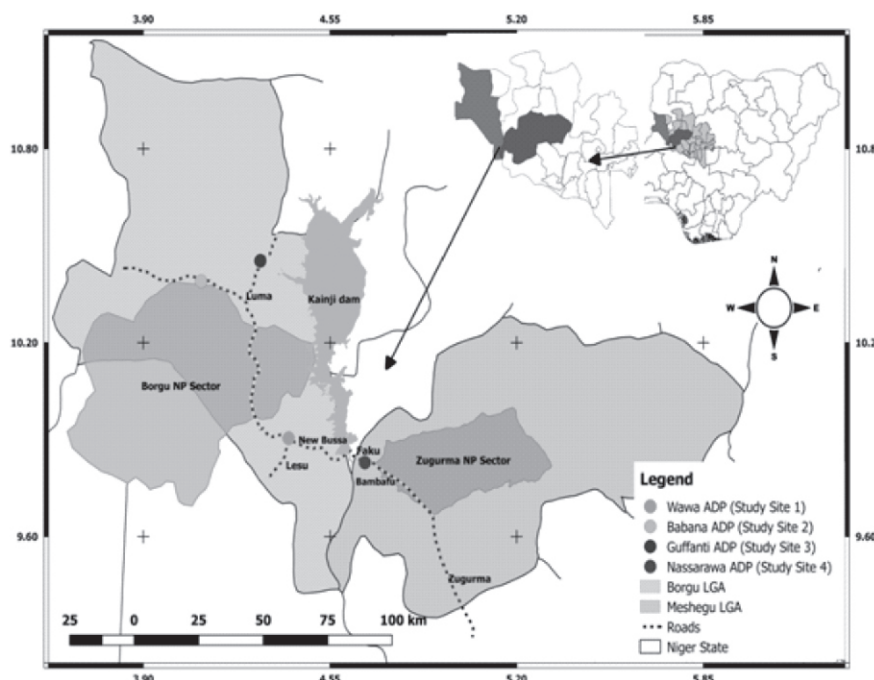 3.90 4.55 5.20 5.85
10.80 10.80
N
W E
S
Luma
Kainji dam
10.20 10.20
Borgu NP Sector
New Bussa
Faku
Zugurma NP Sector
Lesu
Bambafu
Legend
Wawa ADP (Study Site 1)
Babana ADP (Study Site 2)
9.60 9.60
Guffanti ADP (Study Site 3)
Nassarawa ADP (Study Site 4)
Zugurma
Borgu LGA
Meshegu LGA
25 0 25 50 75 100 km
Roads
Niger State
3.90 4.55 5.20 5.85